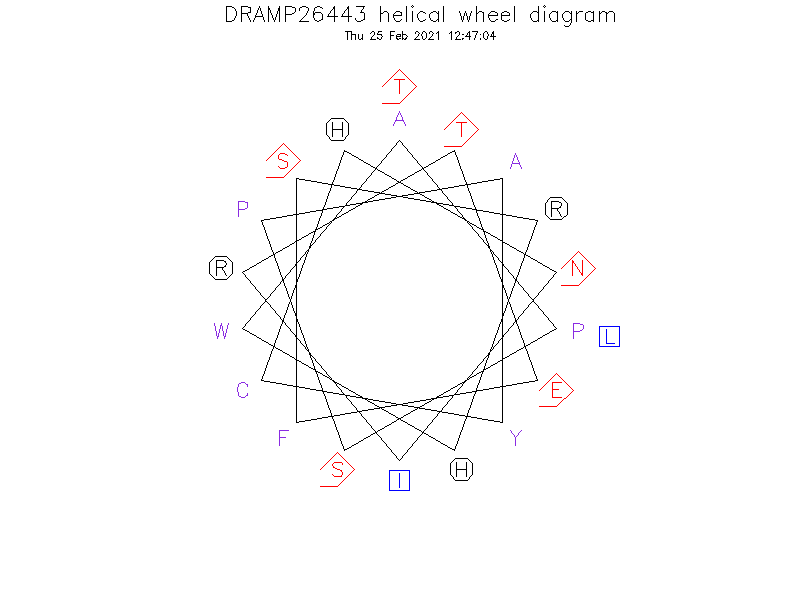 DRAMP26443 helical wheel diagram
Thu 25 Feb 2021 12:47:04
T
A
H
T
S
A
P
R
R
N
W
P L
C
E
F
Y
S
I
H